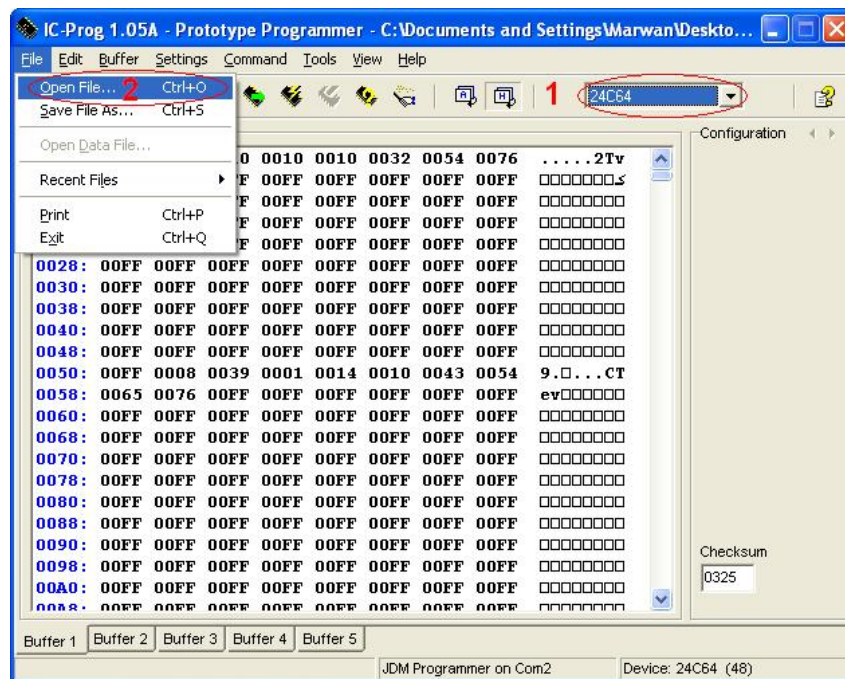 IC-Prog 1.05A - Prototype Programmer - C:\Documents and Settings\Marwan\Deskto...
File Edit Buffer Settings Command Tools View Help
Open File... Ctrl+O
2
Save File As... Ctrl+S
Open Data File...
Recent Files
Print Ctrl+P
Exit Ctrl+Q
1
24C64
Configuration
0 0010 0010 0032 0054 0076 .....2Tv
F 00FF 00FF 00FF 00FF 00FF
F 00FF 00FF 00FF 00FF 00FF
F 00FF 00FF 00FF 00FF 00FF
F 00FF 00FF 00FF 00FF 00FF
0028: 00FF 00FF 00FF 00FF 00FF 00FF 00FF 00FF
0030: 00FF 00FF 00FF 00FF 00FF 00FF 00FF 00FF
0038: 00FF 00FF 00FF 00FF 00FF 00FF 00FF 00FF
0040: 00FF 00FF 00FF 00FF 00FF 00FF 00FF 00FF
0048: 00FF 00FF 00FF 00FF 00FF 00FF 00FF 00FF
0050: 00FF 0008 0039 0001 0014 0010 0043 0054 9.□...CT
0058: 0065 0076 00FF 00FF 00FF 00FF 00FF 00FF ev□□□□□□
0060: 00FF 00FF 00FF 00FF 00FF 00FF 00FF 00FF
0068: 00FF 00FF 00FF 00FF 00FF 00FF 00FF 00FF
0070: 00FF 00FF 00FF 00FF 00FF 00FF 00FF 00FF
0078: 00FF 00FF 00FF 00FF 00FF 00FF 00FF 00FF
0080: 00FF 00FF 00FF 00FF 00FF 00FF 00FF 00FF
0088: 00FF 00FF 00FF 00FF 00FF 00FF 00FF 00FF
0090: 00FF 00FF 00FF 00FF 00FF 00FF 00FF 00FF
0098: 00FF 00FF 00FF 00FF 00FF 00FF 00FF 00FF
00A0: 00FF 00FF 00FF 00FF 00FF 00FF 00FF 00FF
00A8: 00FF 00FF 00FF 00FF 00FF 00FF 00FF 00FF
Checksum
0325
Buffer 1 Buffer 2 Buffer 3 Buffer 4 Buffer 5
JDM Programmer on Com2 Device: 24C64 (48)